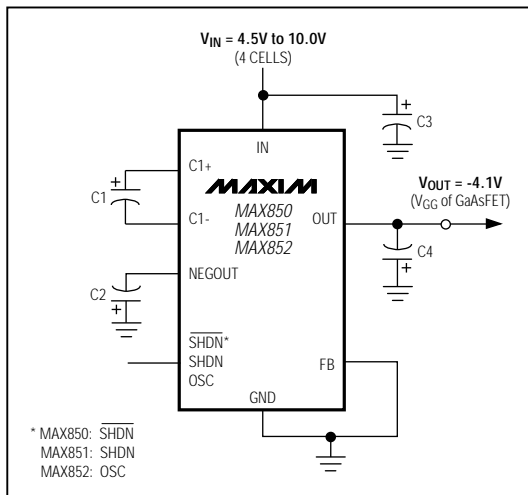 VIN = 4.5V to 10.0V
(4 CELLS)
+
C3
IN
C1+
+
C1
C1-
MAXIM
MAX850
MAX851
MAX852
OUT
VOUT = -4.1V
(VGG of GaAsFET)
C4
+
NEGOUT
C2
+
SHDN*
SHDN
OSC
FB
GND
* MAX850: SHDN
MAX851: SHDN
MAX852: OSC